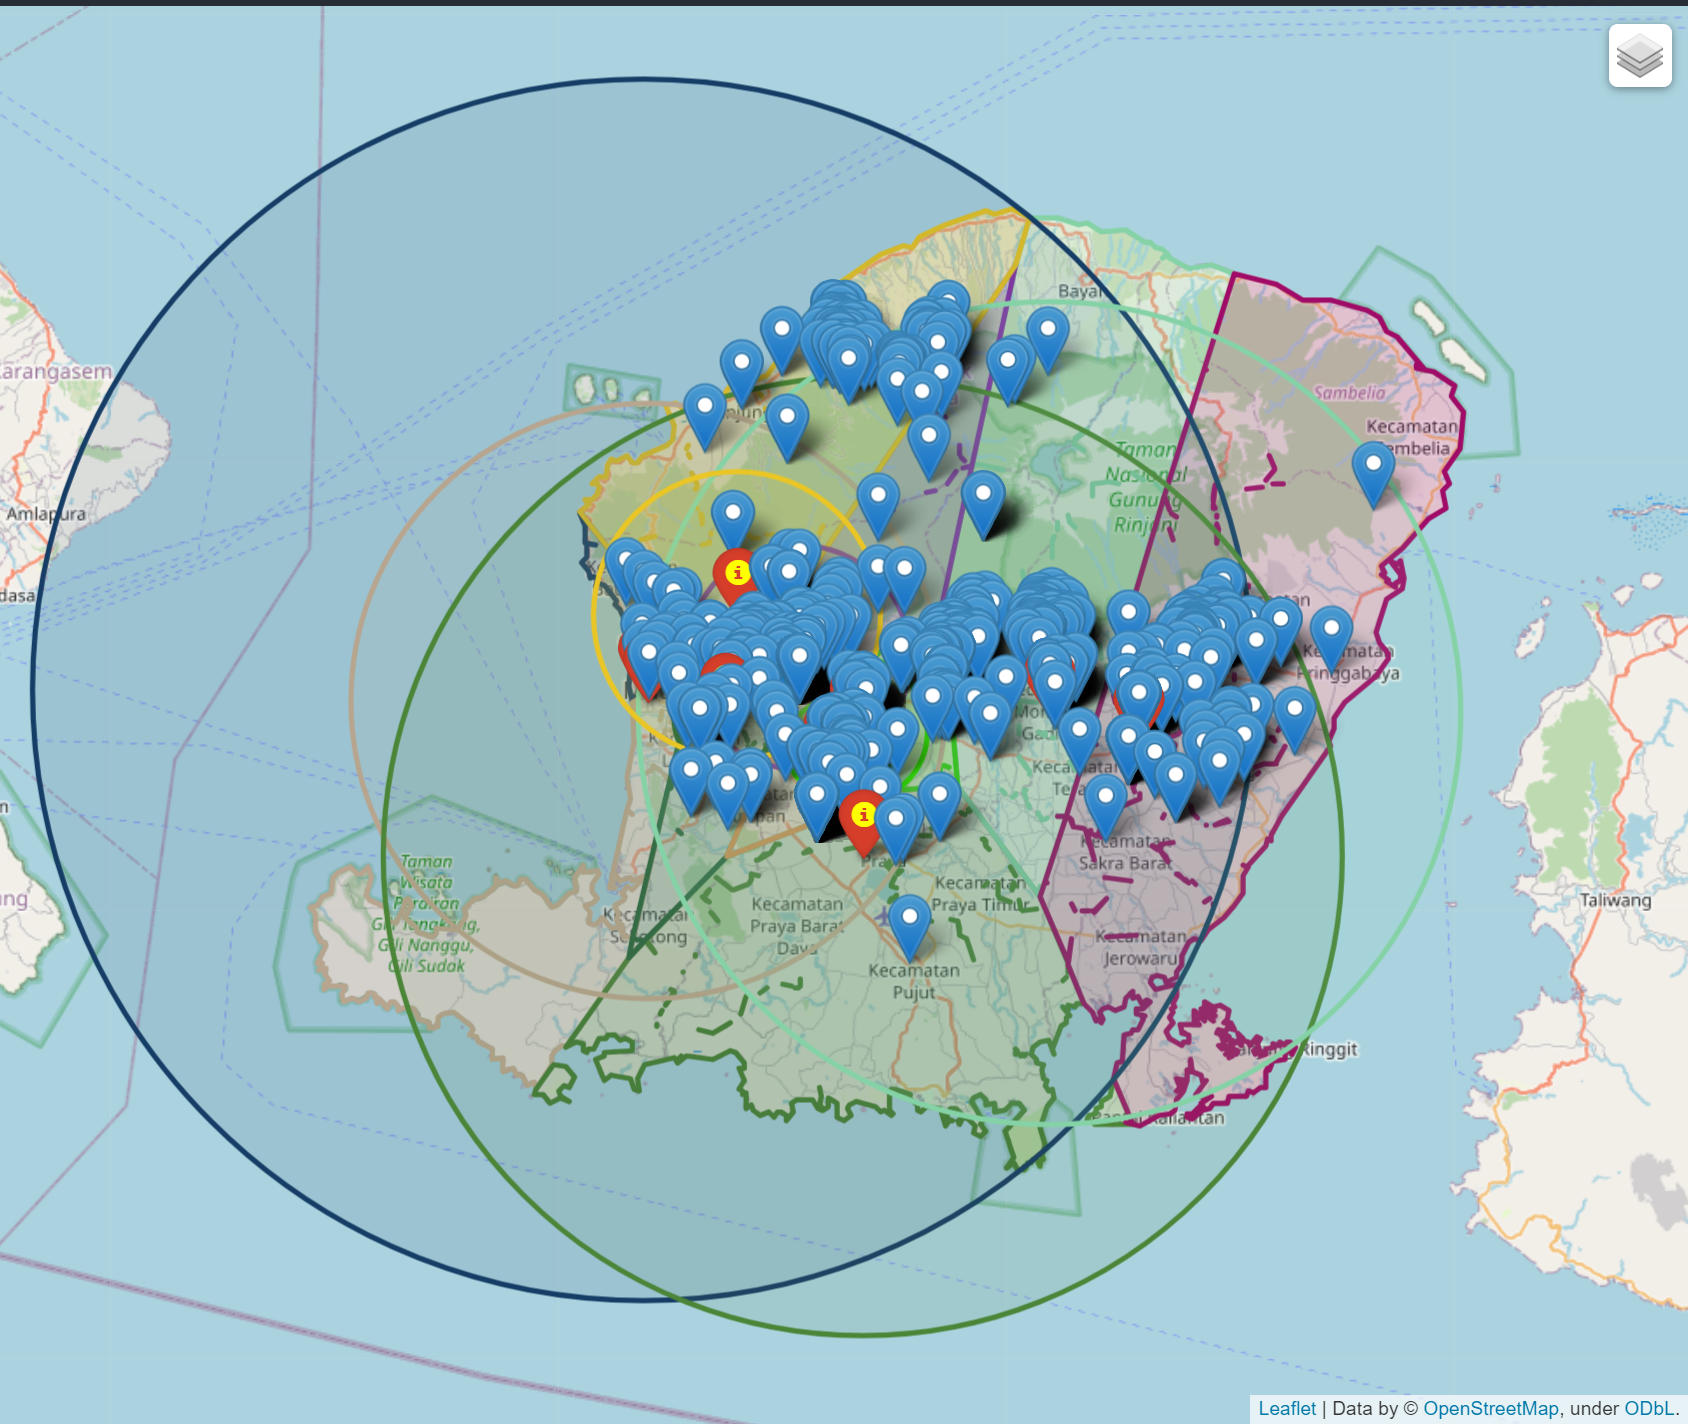 Bayan
Karangasem
Sambelia
Kecamatan
Sembelia
Taman
Nasional
Gunung
Rinjani
Amlapura
Kecamatan
Pringgabaya
Kecamatan
Kecamatan
Sakra Barat
Praya
Taman
Wisata
Perairan
Gili Tangkong,
Gili Nanggu,
Gili Sudak
Kecamatan
Praya Timur
Kecamatan
Praya Barat
Daya
Kecamatan
Sekotong
Taliwang
Kecamatan
Jerowaru
Kecamatan
Pujut
Ringgit
Leaflet | Data by © OpenStreetMap, under ODbL.